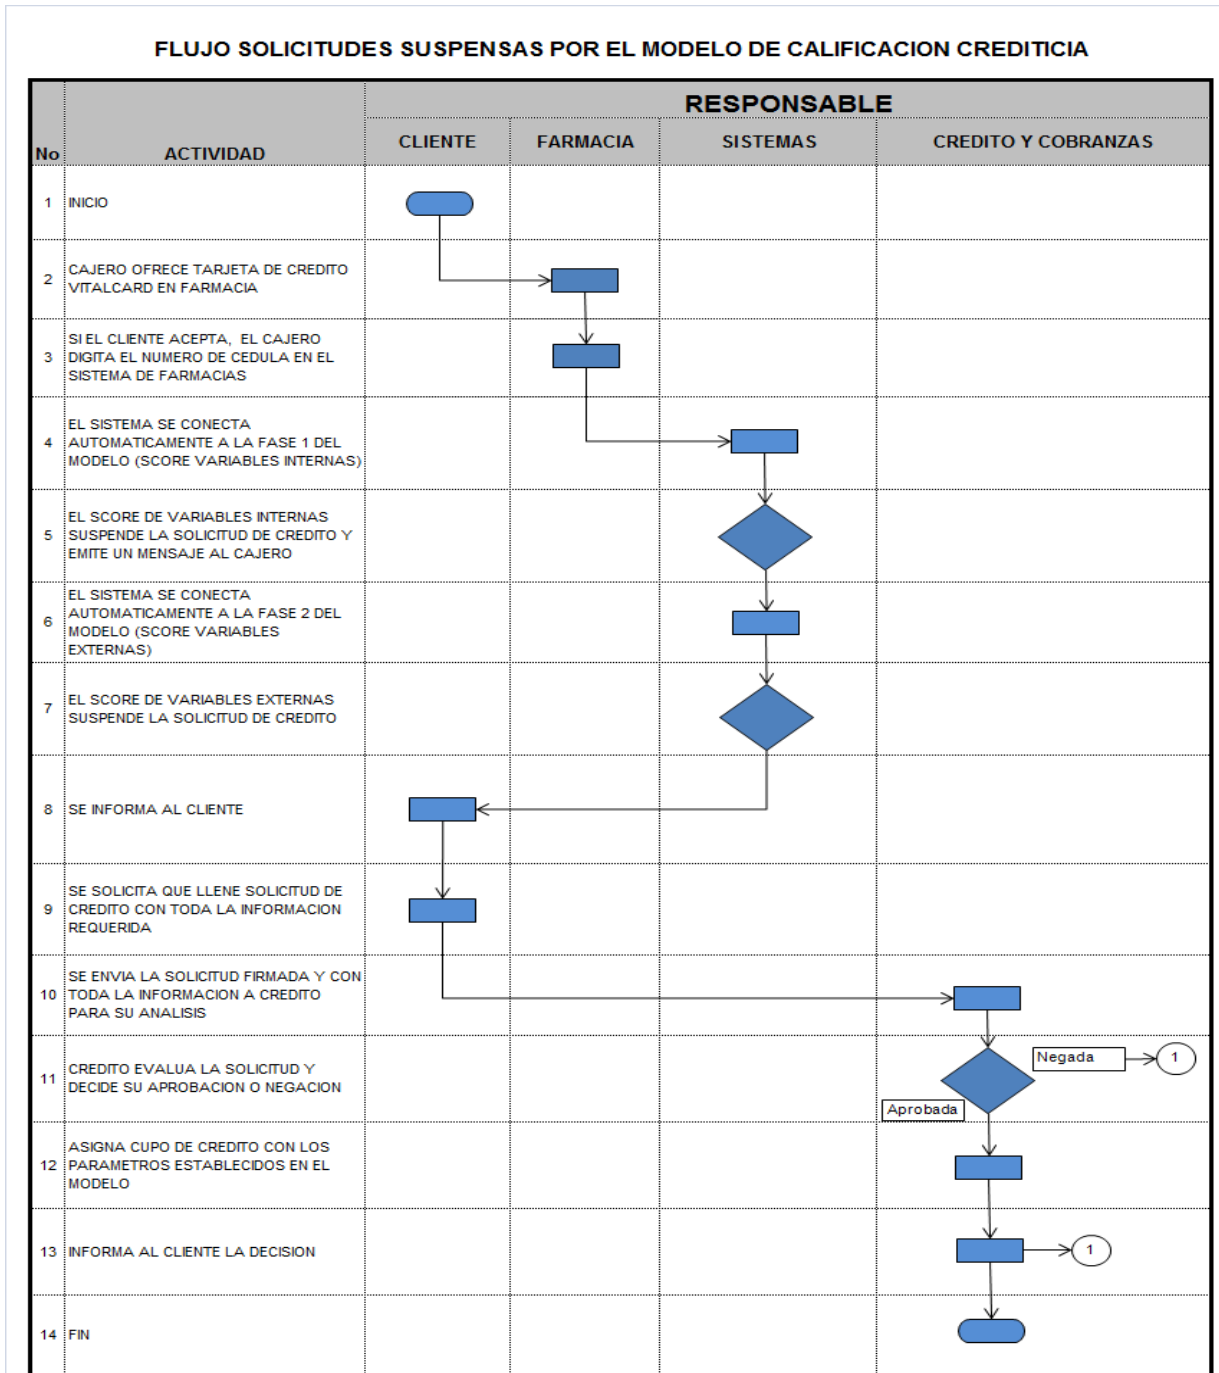 FLUJO SOLICITUDES SUSPENSAS POR EL MODELO DE CALIFICACION CREDITICIA
RESPONSABLE
No
ACTIVIDAD
CLIENTE
FARMACIA
SISTEMAS
CREDITO Y COBRANZAS
1
INICIO
2
CAJERO OFRECE TARJETA DE CREDITO
VITALCARD EN FARMACIA
3
SI EL CLIENTE ACEPTA, EL CAJERO
DIGITA EL NUMERO DE CEDULA EN EL
SISTEMA DE FARMACIAS
4
EL SISTEMA SE CONECTA
AUTOMATICAMENTE A LA FASE 1 DEL
MODELO (SCORE VARIABLES INTERNAS)
5
EL SCORE DE VARIABLES INTERNAS
SUSPENDE LA SOLICITUD DE CREDITO Y
EMITE UN MENSAJE AL CAJERO
6
EL SISTEMA SE CONECTA
AUTOMATICAMENTE A LA FASE 2 DEL
MODELO (SCORE VARIABLES
EXTERNAS)
7
EL SCORE DE VARIABLES EXTERNAS
SUSPENDE LA SOLICITUD DE CREDITO
8
SE INFORMA AL CLIENTE
9
SE SOLICITA QUE LLENE SOLICITUD DE
CREDITO CON TODA LA INFORMACION
REQUERIDA
10
SE ENVIA LA SOLICITUD FIRMADA Y CON
TODA LA INFORMACION A CREDITO
PARA SU ANALISIS
11
CREDITO EVALUA LA SOLICITUD Y
DECIDE SU APROBACION O NEGACION
Negada
1
Aprobada
12
ASIGNA CUPO DE CREDITO CON LOS
PARAMETROS ESTABLECIDOS EN EL
MODELO
13
INFORMA AL CLIENTE LA DECISION
1
14
FIN